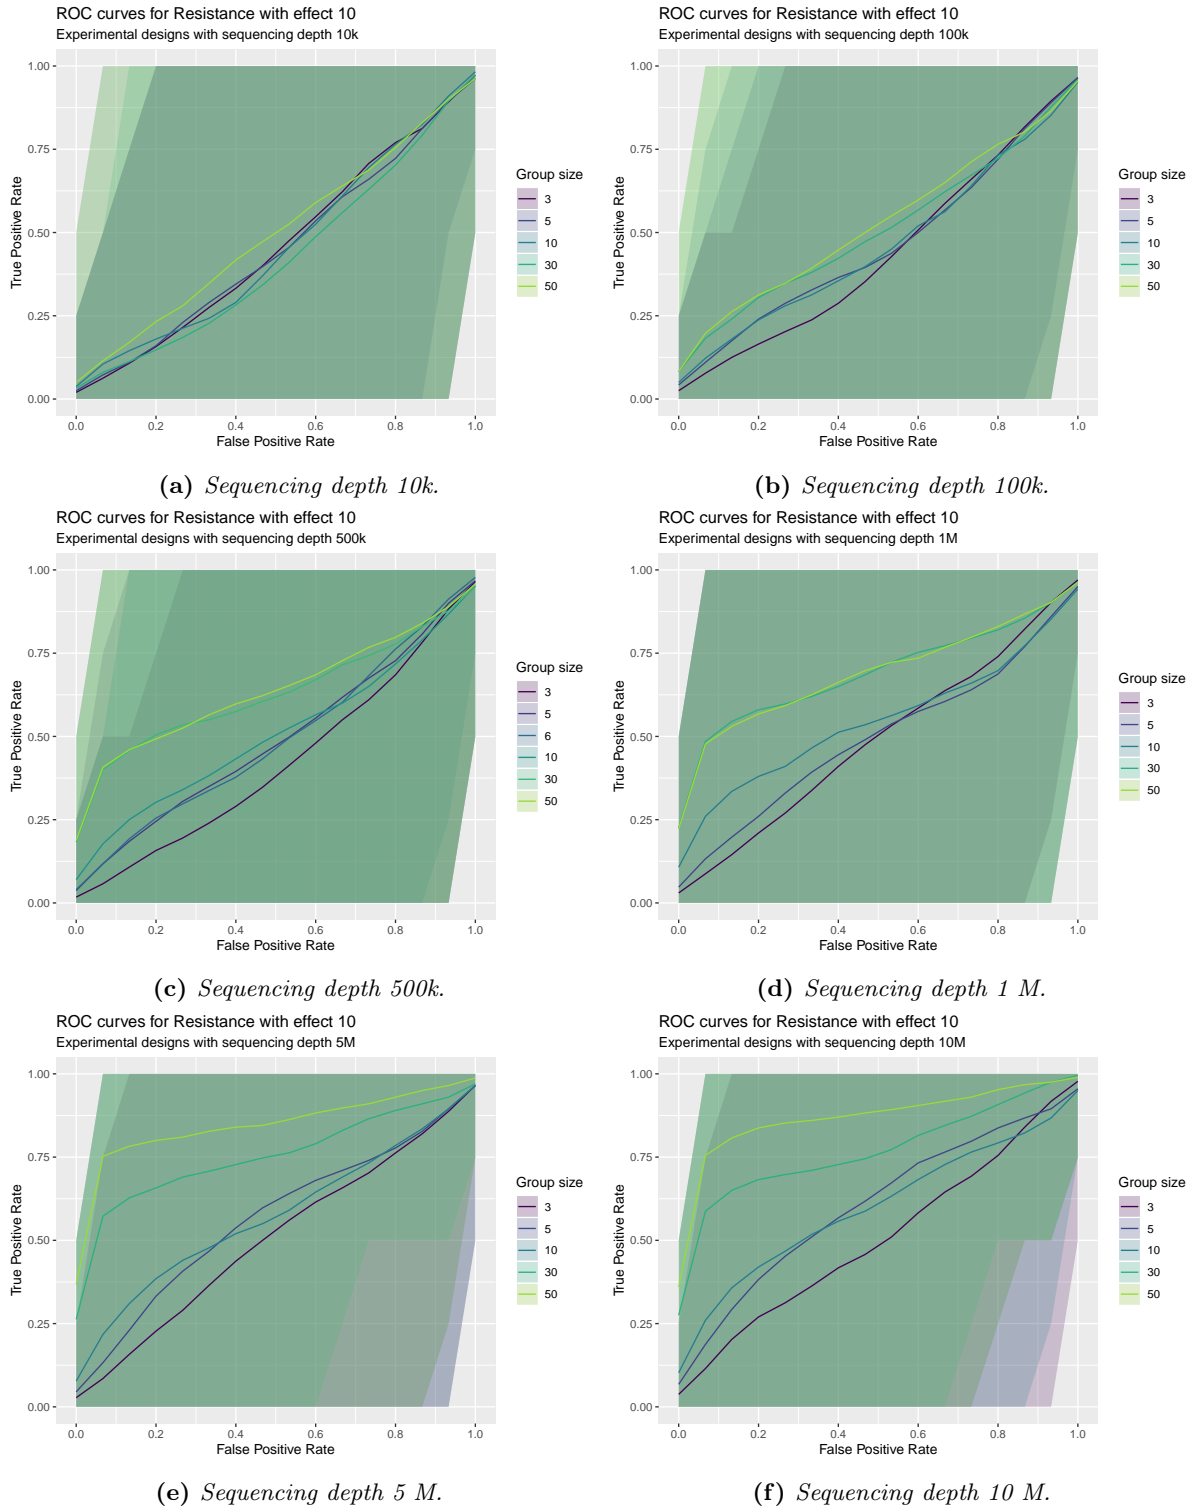 ROC curves for Resistance with effect 10
Experimental designs with sequencing depth 10k
True Positive Rate
1.00
0.75
0.50
0.25
0.00
0.0 0.2 0.4 0.6 0.8 1.0
False Positive Rate
Group size
3
5
10
30
50
(a) Sequencing depth 10k.
ROC curves for Resistance with effect 10
Experimental designs with sequencing depth 100k
True Positive Rate
1.00
0.75
0.50
0.25
0.00
0.0 0.2 0.4 0.6 0.8 1.0
False Positive Rate
Group size
3
5
10
30
50
(b) Sequencing depth 100k.
ROC curves for Resistance with effect 10
Experimental designs with sequencing depth 500k
True Positive Rate
1.00
0.75
0.50
0.25
0.00
0.0 0.2 0.4 0.6 0.8 1.0
False Positive Rate
Group size
3
5
6
10
30
50
(c) Sequencing depth 500k.
ROC curves for Resistance with effect 10
Experimental designs with sequencing depth 1M
True Positive Rate
1.00
0.75
0.50
0.25
0.00
0.0 0.2 0.4 0.6 0.8 1.0
False Positive Rate
Group size
3
5
10
30
50
(d) Sequencing depth 1 M.
ROC curves for Resistance with effect 10
Experimental designs with sequencing depth 5M
True Positive Rate
1.00
0.75
0.50
0.25
0.00
0.0 0.2 0.4 0.6 0.8 1.0
False Positive Rate
Group size
3
5
10
30
50
(e) Sequencing depth 5 M.
ROC curves for Resistance with effect 10
Experimental designs with sequencing depth 10M
True Positive Rate
1.00
0.75
0.50
0.25
0.00
0.0 0.2 0.4 0.6 0.8 1.0
False Positive Rate
Group size
3
5
10
30
50
(f) Sequencing depth 10 M.